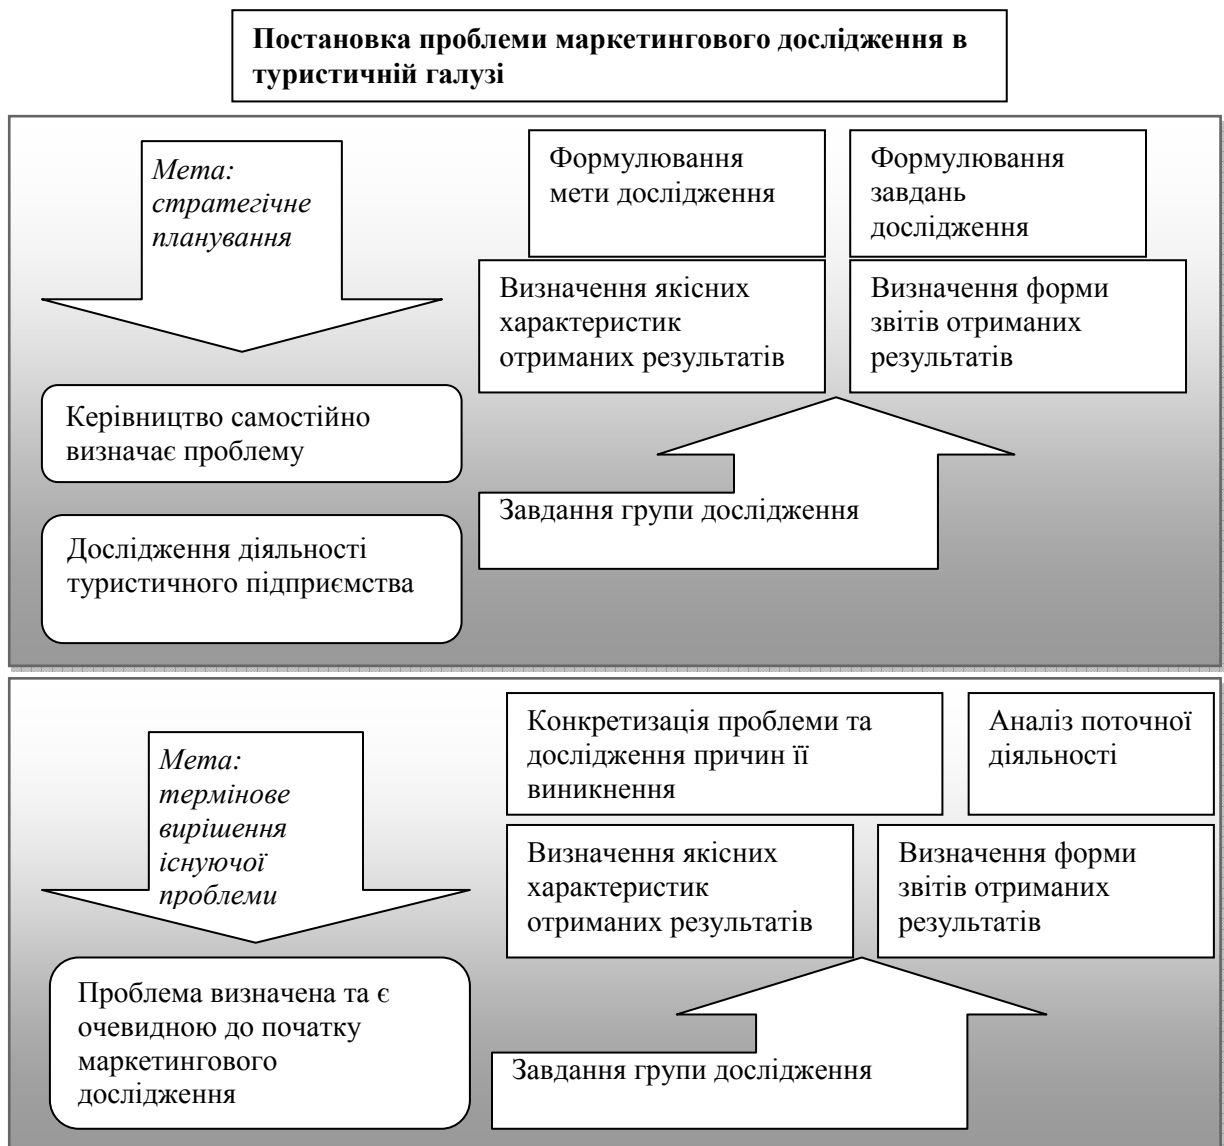 Постановка проблеми маркетингового дослідження в
туристичній галузі
Мета:
стратегічне
планування
Керівництво самостійно
визначає проблему
Дослідження діяльності
туристичного підприємства
Формулювання
мети дослідження
Формулювання
завдань
дослідження
Визначення якісних
характеристик
отриманих результатів
Визначення форми
звітів отриманих
результатів
Завдання групи дослідження
Мета:
термінове
вирішення
існуючої
проблеми
Проблема визначена та є
очевидною до початку
маркетингового
дослідження
Конкретизація проблеми та
дослідження причин її
виникнення
Аналіз поточної
діяльності
Визначення якісних
характеристик
отриманих результатів
Визначення форми
звітів отриманих
результатів
Завдання групи дослідження